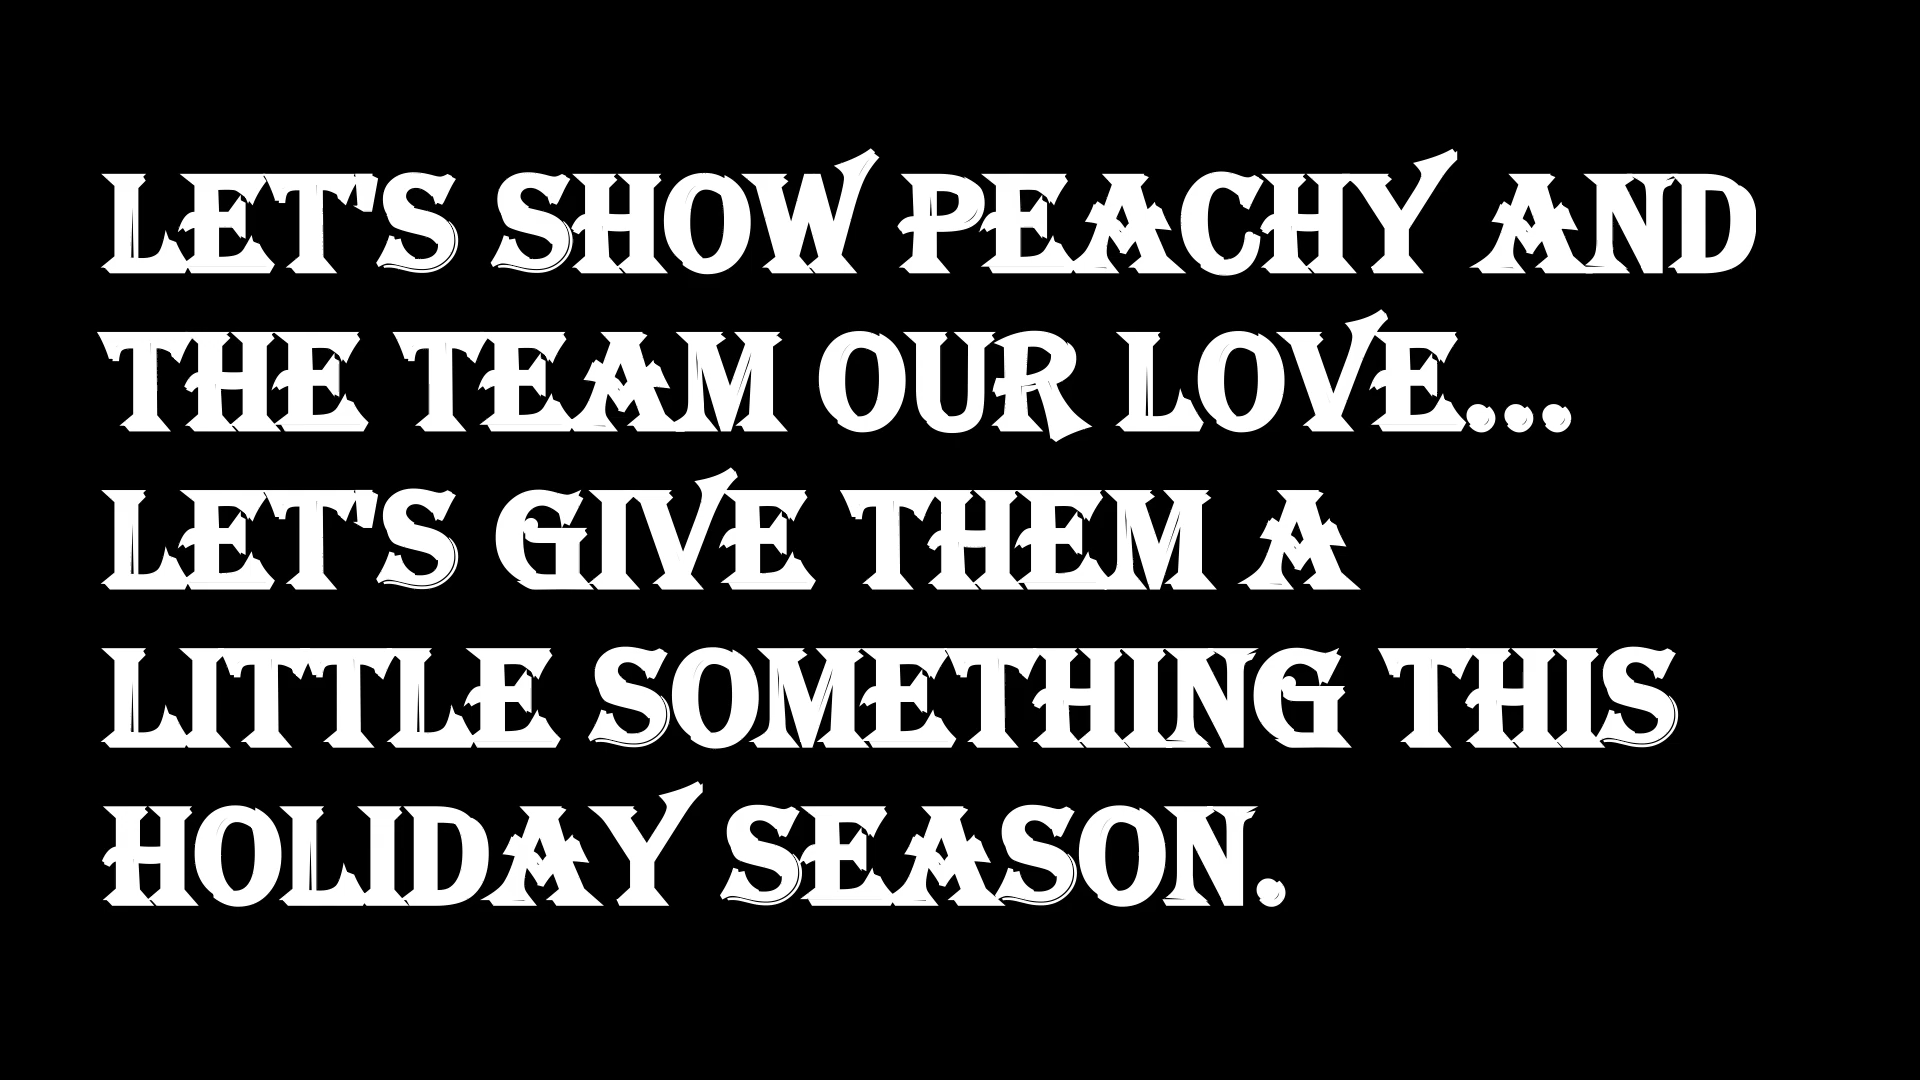 LET'S SHOW PEACHY AND
THE TEAM OUR LOVE...
LET'S GIVE THEM A
LITTLE SOMETHING THIS
HOLIDAY SEASON.